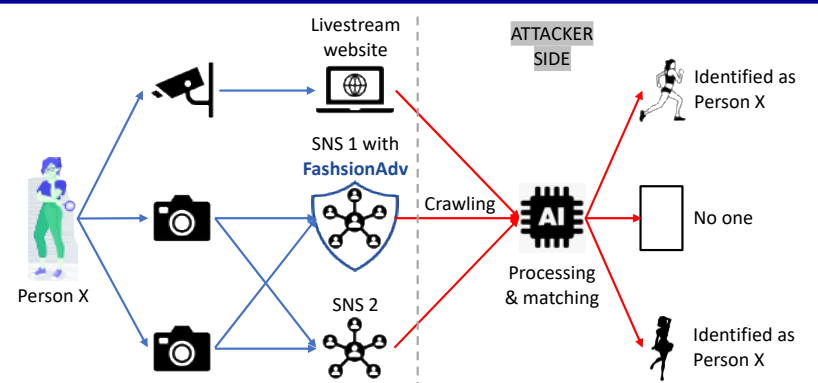 Livestream
website
ATTACKER
SIDE
Identified as
Person X
SNS 1 with
FashsionAdv
Crawling
AI
No one
Person X
Processing
& matching
SNS 2
Identified as
Person X